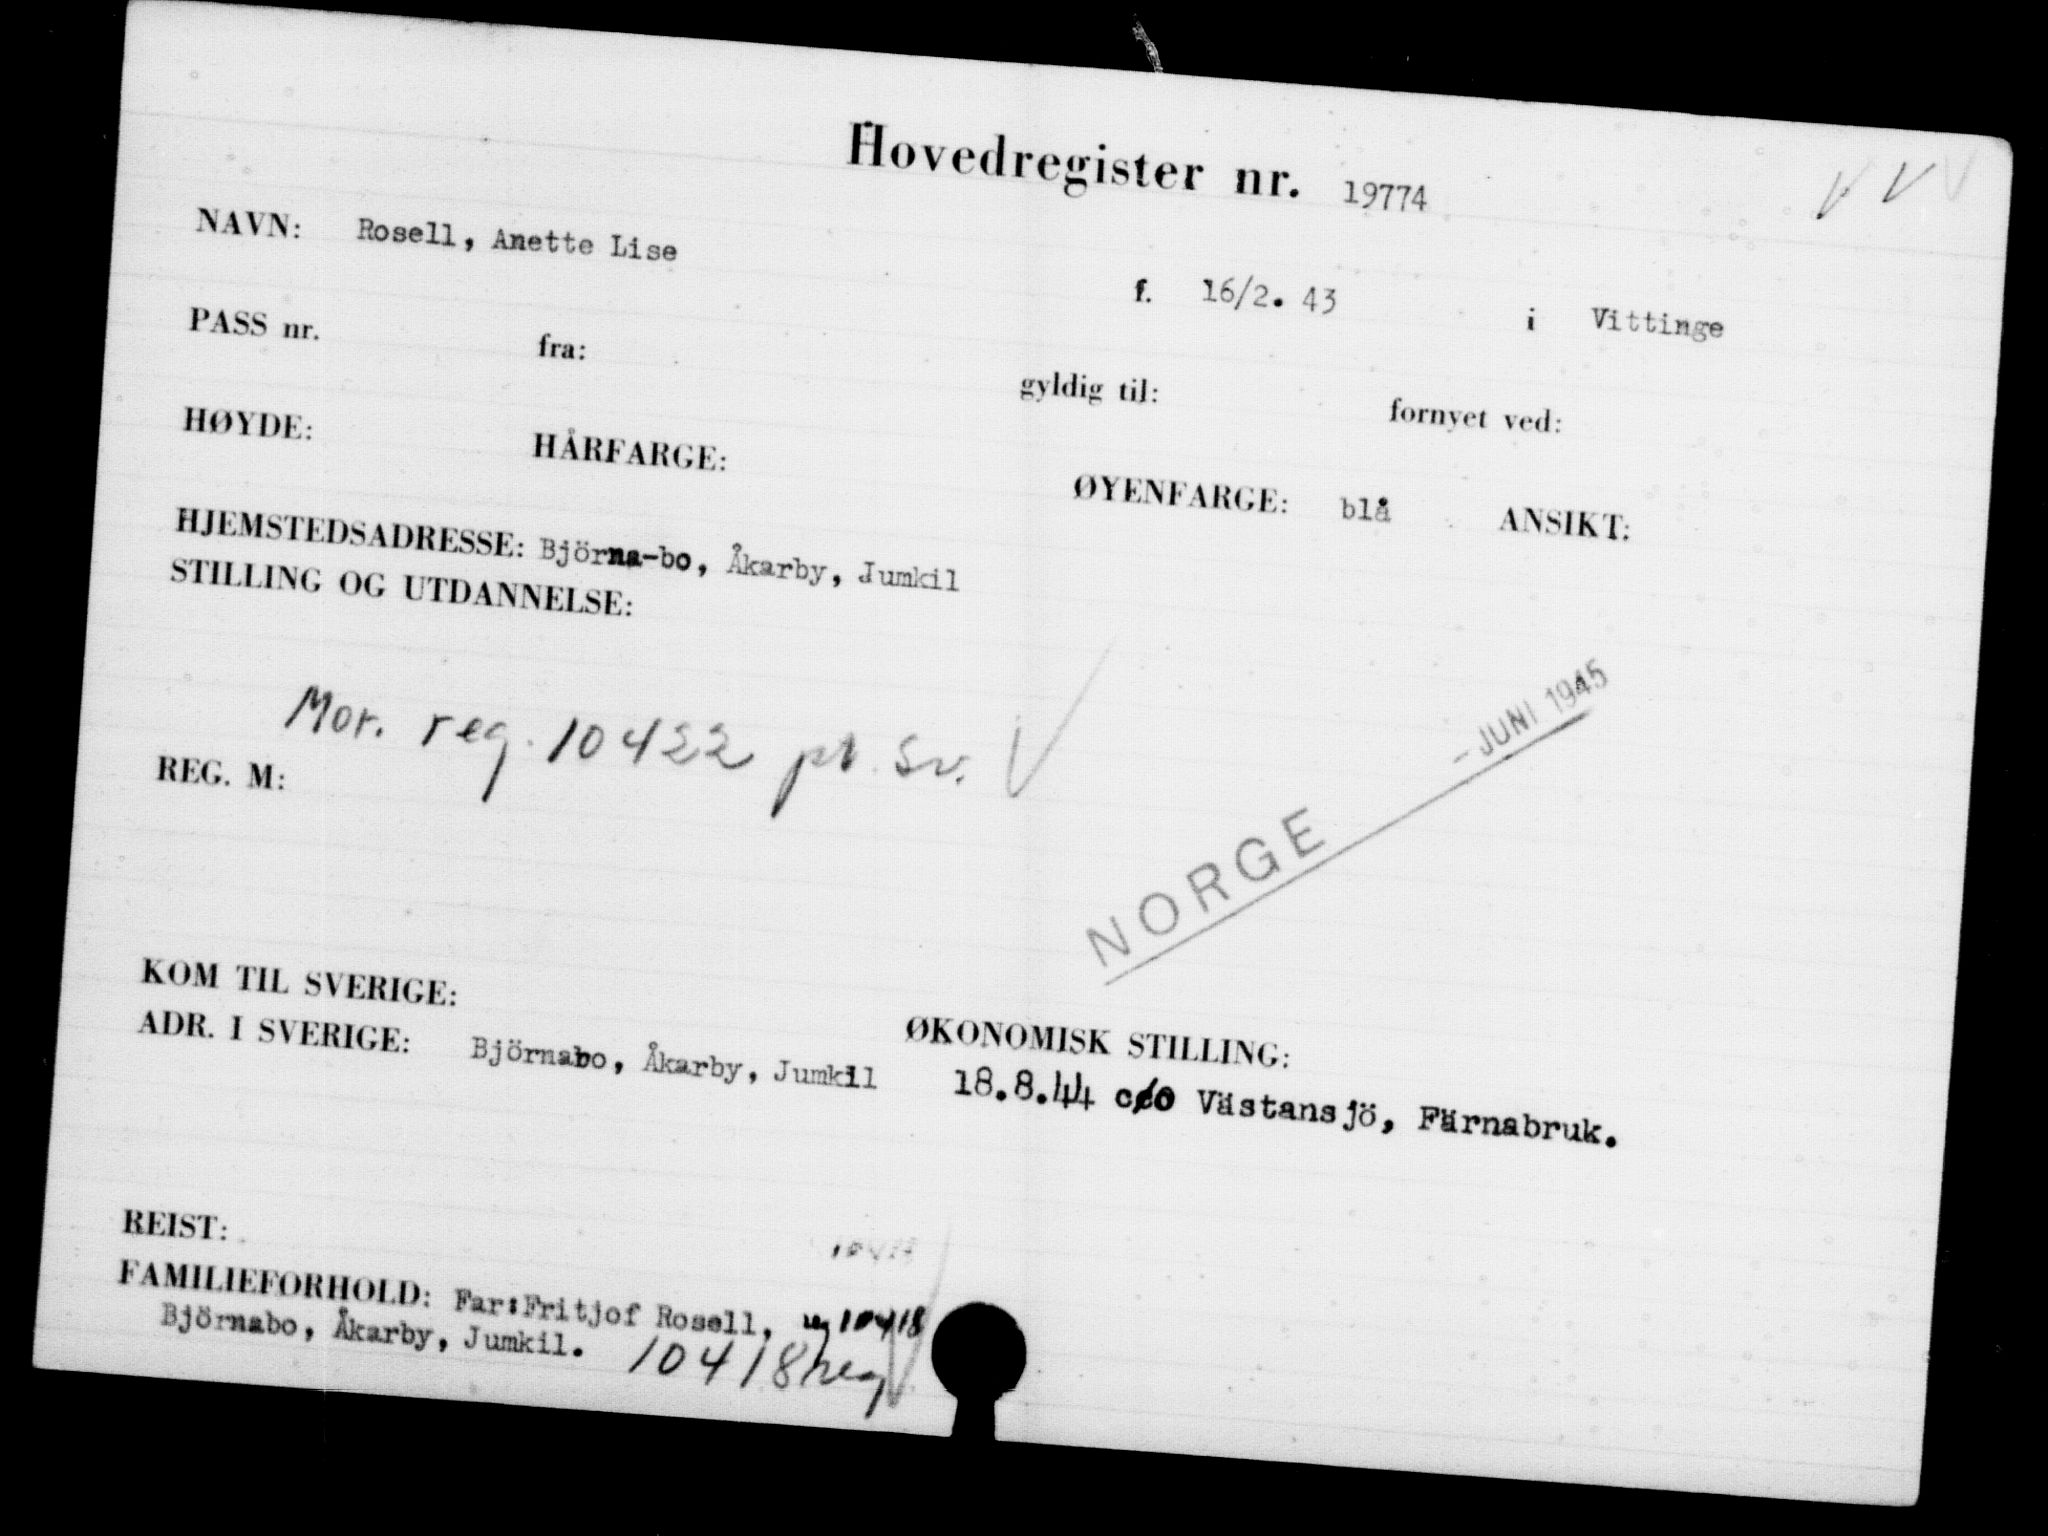 Hovedregister nr. 19774
NAVN: Rosell, Anette Lise
f. 16/2. 43 i Vittinge
PASS nr. fra: gyldig til: fornyet ved:
HØYDE: HÅRFARGE: ØYENFARGE: blå ANSIKT:
HJEMSTEDSADRESSE: Björna-bo, Åkarby, Jumkil
STILLING OG UTDANNELSE:
Mor. reg. 10422 pl. Sv.
REG. M:
- JUNI 1945
NORGE
KOM TIL SVERIGE:
ØKONOMISK STILLING:
ADR. I SVERIGE: Björnabo, Åkarby, Jumkil 18.8.44 c/o Västansjö, Färnabruk.
REIST:
FAMILIEFORHOLD: Far:Fritjof Rosell, reg 10418
Björnabo, Åkarby, Jumkil. 10418 reg